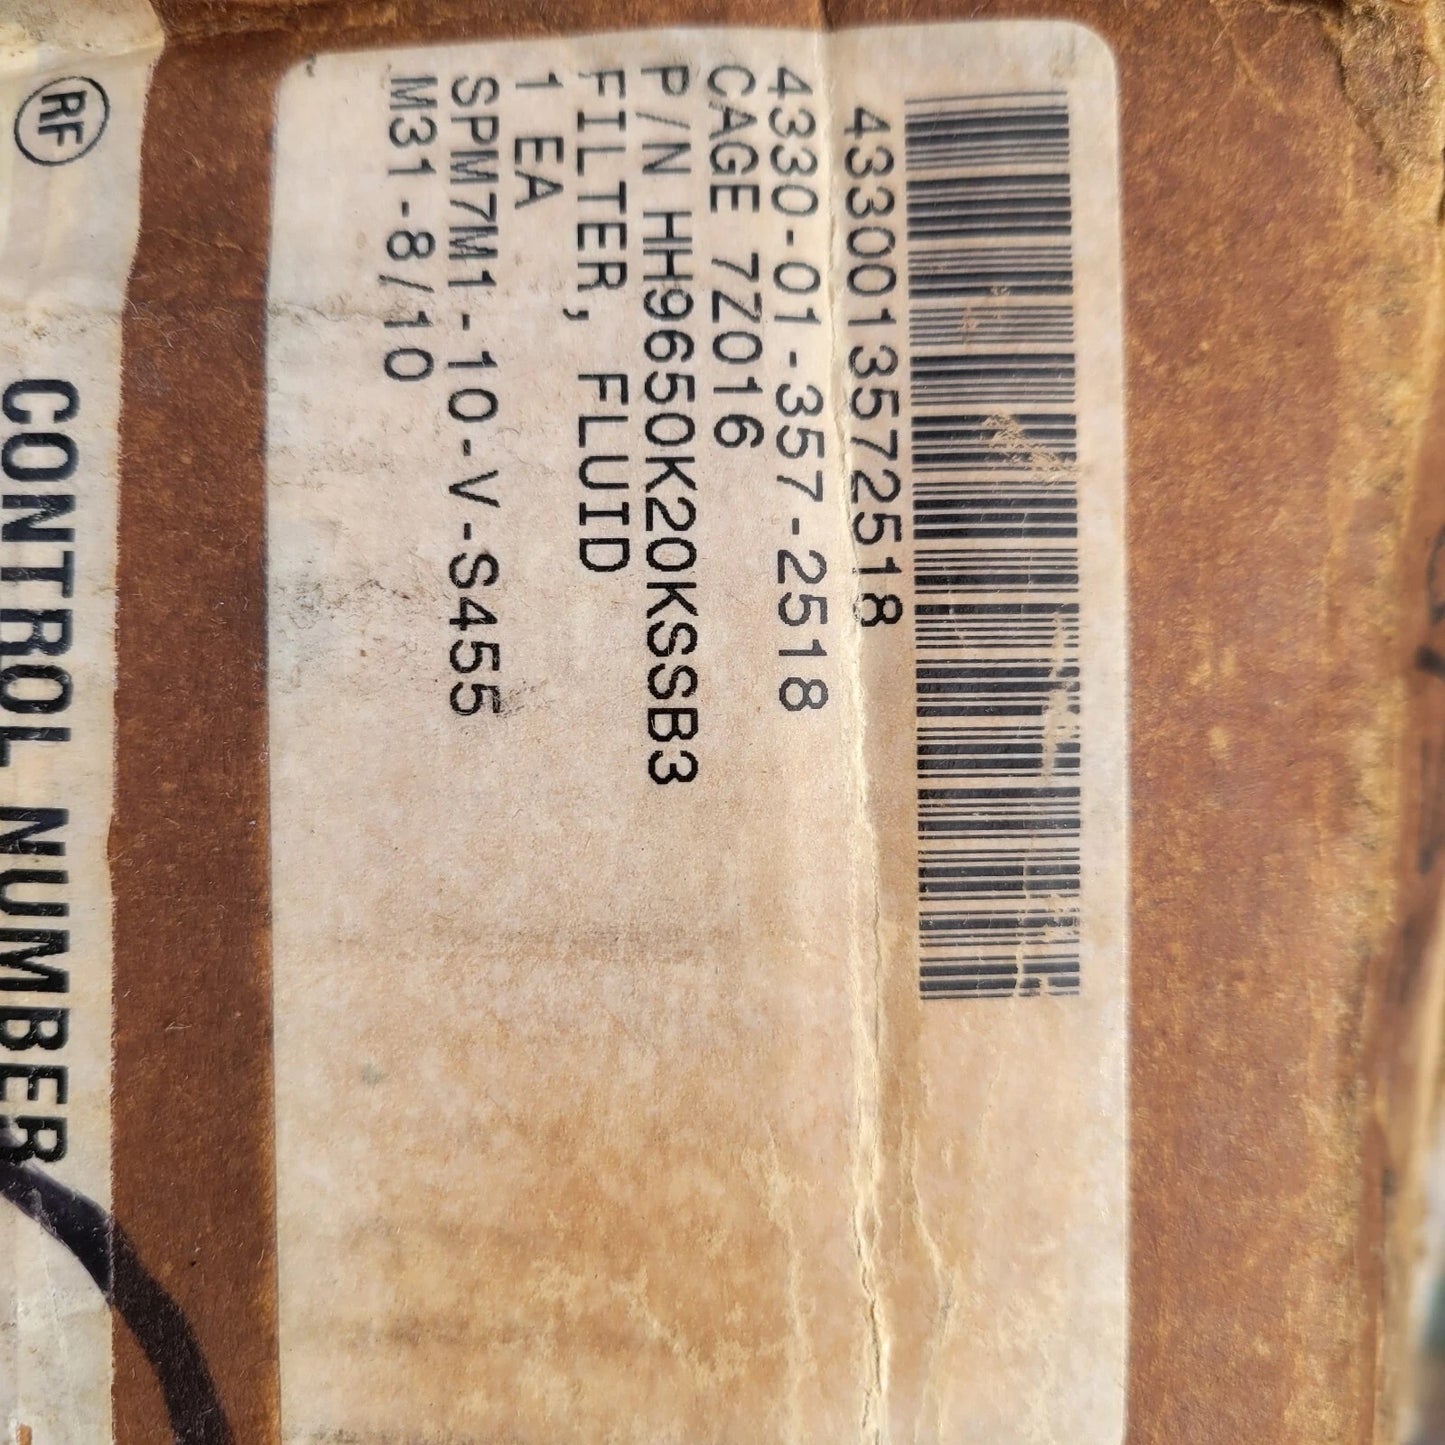 4330013572518
4330-01-357-2518
CAGE 7Z016
P/N HH9650K20KSSB3
FILTER, FLUID
1 EA
SPM7M1-10-V-S455
M31-8/10
RF
CONTROL NUMBER